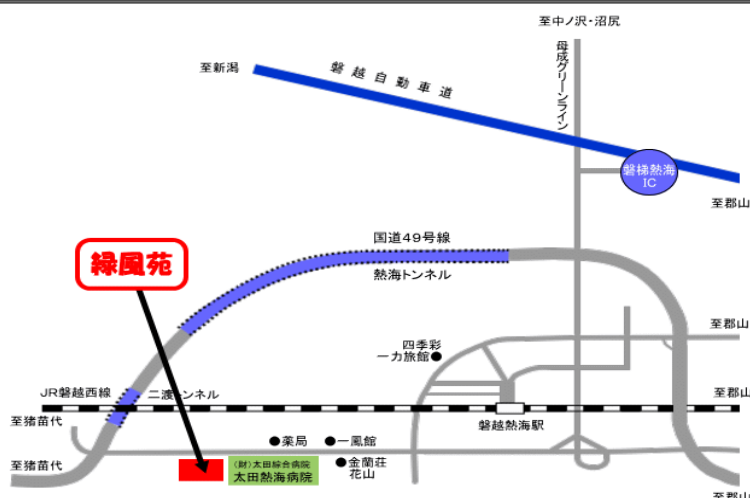 至中ノ沢・沼尻
母成グリーンライン
至新潟
磐越自動車道
磐梯熱海
IC
至郡山
国道49号線
熱海トンネル
緑風苑
至郡山
四季彩
一力旅館
JR磐越西線
二渡トンネル
至郡山
至猪苗代
磐越熱海駅
薬局
一鳳館
至猪苗代
(財)太田綜合病院
太田熱海病院
金蘭荘
花山
至郡山